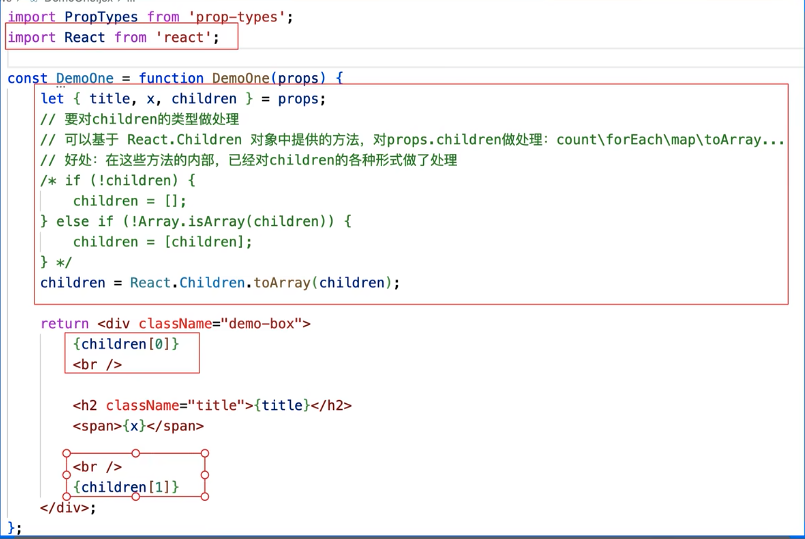 import PropTypes from 'prop-types';
import React from 'react';
const DemoOne = function DemoOne(props) {
let { title, x, children } = props;
// 要对children的类型做处理
// 可以基于 React.Children 对象中提供的方法，对props.children做处理：count\forEach\map\toArray...
// 好处：在这些方法的内部，已经对children的各种形式做了处理
/* if (!children) {
children = [];
} else if (!Array.isArray(children)) {
children = [children];
} */
children = React.Children.toArray(children);
return <div className="demo-box">
{children[0]}
<br />
<h2 className="title">{title}</h2>
<span>{x}</span>
<br />
{children[1]}
</div>;
};